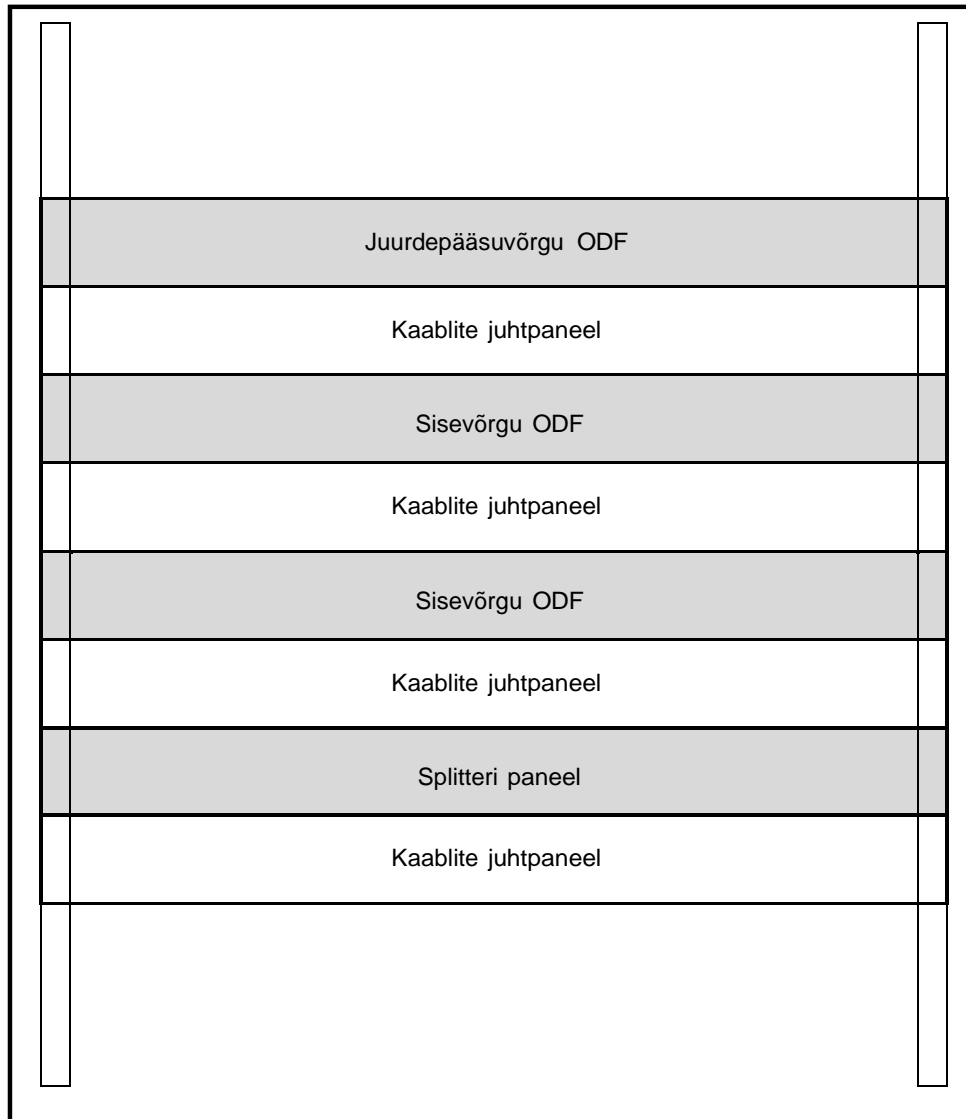 Juurdepääsuvõrgu ODF
Kaablite juhtpaneel
Sisevõrgu ODF
Kaablite juhtpaneel
Sisevõrgu ODF
Kaablite juhtpaneel
Splitteri paneel
Kaablite juhtpaneel